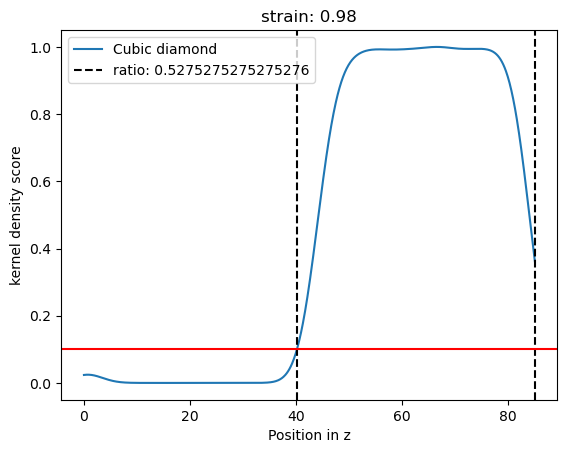 strain: 0.98
Cubic diamond
ratio: 0.5275275275275276
kernel density score
1.0
0.8
0.6
0.4
0.2
0.0
0
20
40
60
80
Position in z